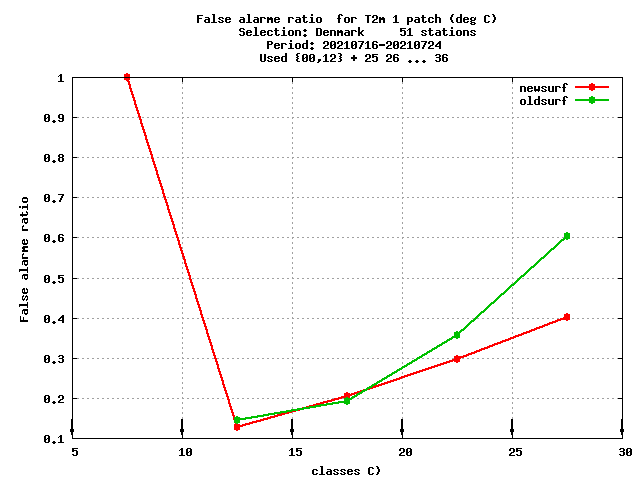 False alarme ratio  for T2m 1 patch (deg C)
Selection: Denmark     51 stations
Period: 20210716-20210724
Used {00,12} + 25 26 ... 36
newsurf
oldsurf
1
0.9
0.8
0.7
0.6
0.5
0.4
0.3
0.2
0.1
False alarme ratio
5 10 15 20 25 30
classes C)